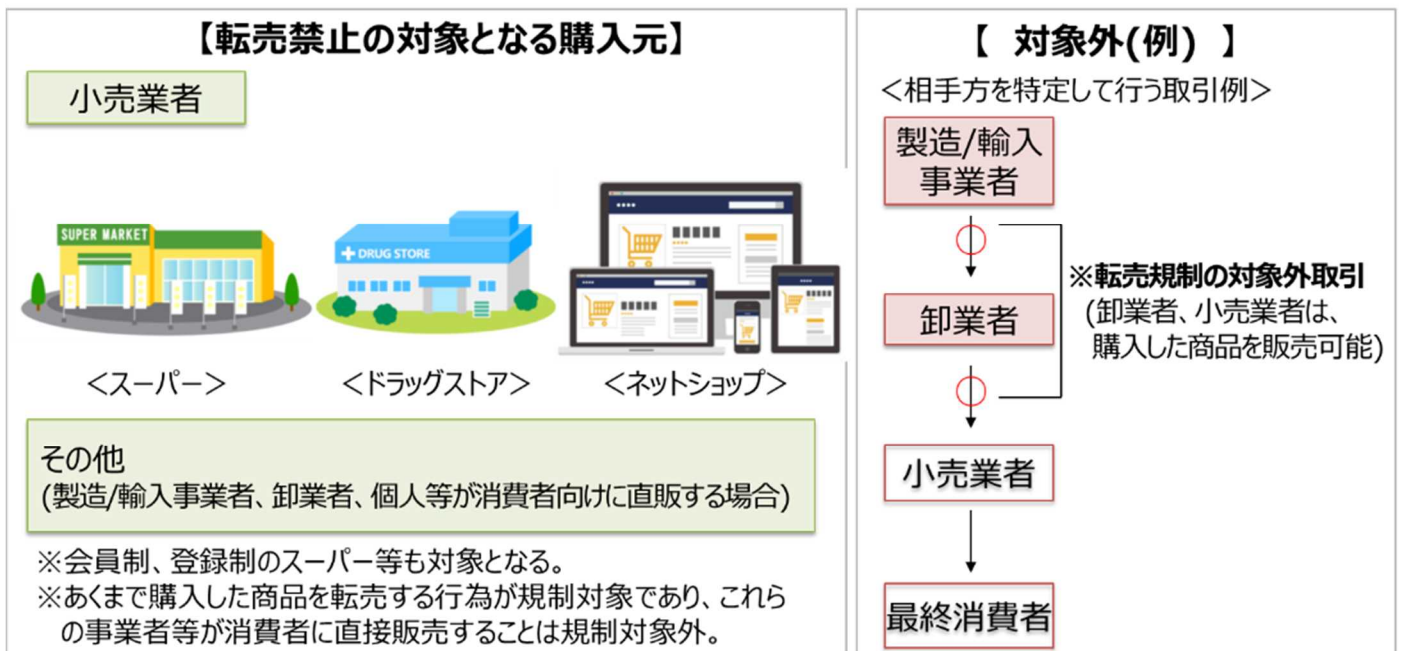 【転売禁止の対象となる購入元】
小売業者
SUPER MARKET
DRUG STORE
<スーパー>
<ドラッグストア>
<ネットショップ>
その他
(製造/輸入事業者、卸業者、個人等が消費者向けに直販する場合)
※会員制、登録制のスーパー等も対象となる。
※あくまで購入した商品を転売する行為が規制対象であり、これら
の事業者等が消費者に直接販売することは規制対象外。
【 対象外(例) 】
<相手方を特定して行う取引例>
製造/輸入
事業者
※転売規制の対象外取引
(卸業者、小売業者は、
購入した商品を販売可能)
卸業者
小売業者
最終消費者